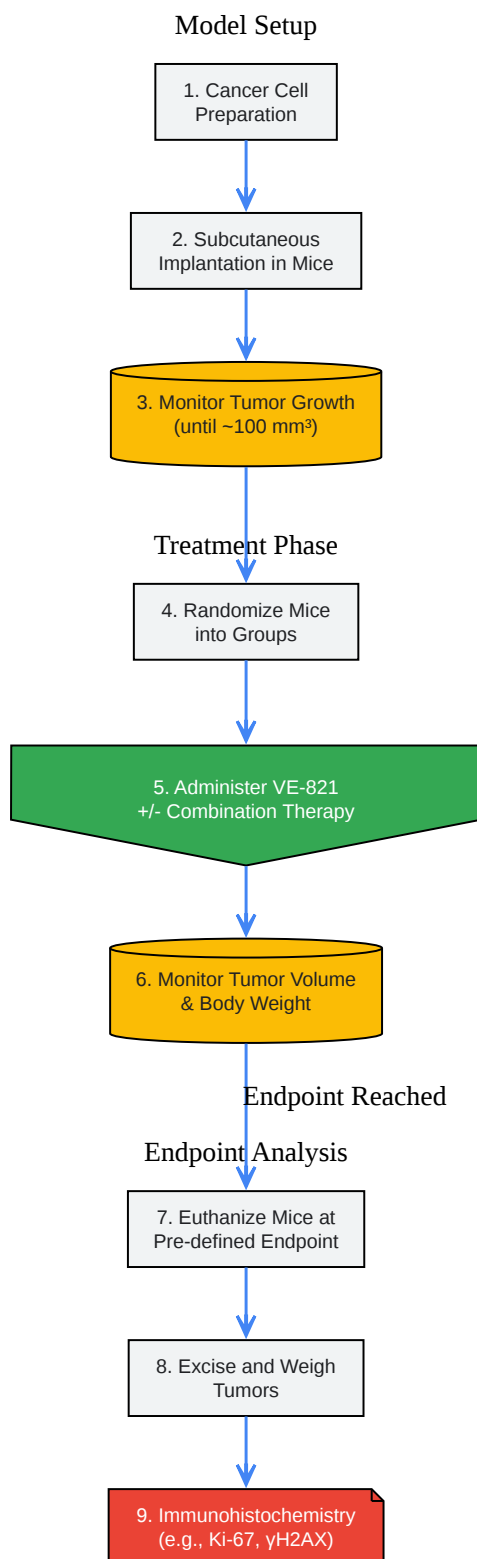 Model Setup
1. Cancer Cell
Preparation
2. Subcutaneous
Implantation in Mice
3. Monitor Tumor Growth
(until ~100 mm³)
Treatment Phase
4. Randomize Mice
into Groups
5. Administer VE-821
+/- Combination Therapy
6. Monitor Tumor Volume
& Body Weight
Endpoint Reached
Endpoint Analysis
7. Euthanize Mice at
Pre-defined Endpoint
8. Excise and Weigh
Tumors
9. Immunohistochemistry
(e.g., Ki-67, γH2AX)